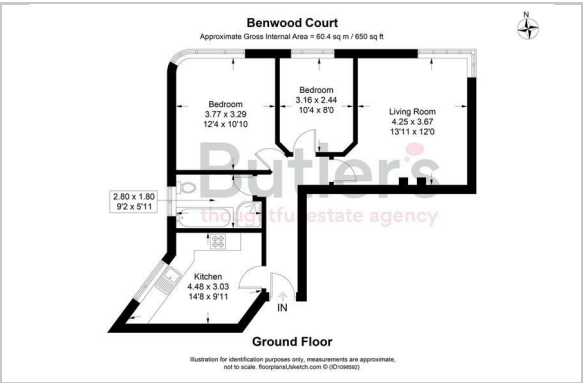 Benwood Court
Approximate Gross Internal Area = 60.4 sq m / 650 sq ft
N
Bedroom
3.77 x 3.29
12'4 x 10'10
Bedroom
3.16 x 2.44
10'4 x 8'0
Living Room
4.25 x 3.67
13'11 x 12'0
Butler's
thoughtful estate agency
2.80 x 1.80
9'2 x 5'11
Kitchen
4.48 x 3.03
14'8 x 9'11
IN
Ground Floor
Illustration for identification purposes only, measurements are approximate,
not to scale. floorplansUsketch.com © (ID1098592)